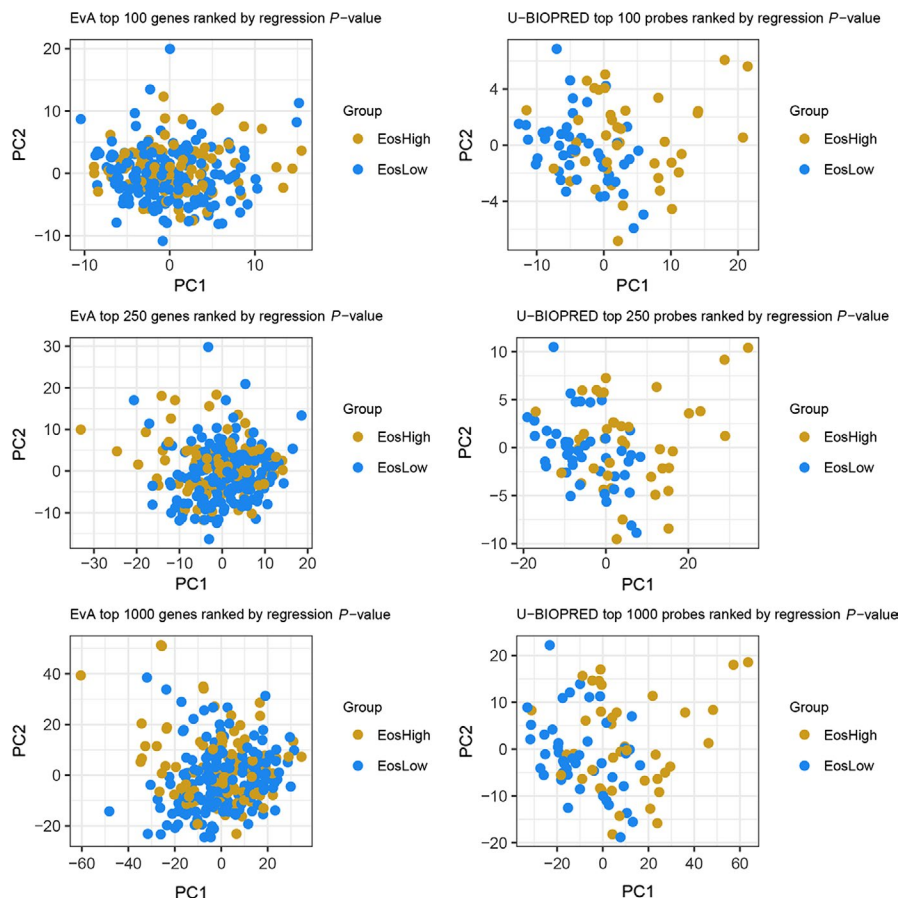 EvA top 100 genes ranked by regression P−value
20
10
0
−10
PC2
−10
0
10
PC1
Group
EosHigh
EosLow
U−BIOPRED top 100 probes ranked by regression P−value
4
0
−4
PC2
−10
0
10
20
PC1
Group
EosHigh
EosLow
EvA top 250 genes ranked by regression P−value
30
20
10
0
−10
PC2
−30
−20
−10
0
10
20
PC1
Group
EosHigh
EosLow
U−BIOPRED top 250 probes ranked by regression P−value
10
5
0
−5
−10
PC2
−20
0
20
PC1
Group
EosHigh
EosLow
EvA top 1000 genes ranked by regression P−value
40
20
0
−20
PC2
−60
−40
−20
0
20
PC1
Group
EosHigh
EosLow
U−BIOPRED top 1000 probes ranked by regression P−value
20
10
0
−10
−20
PC2
−20
0
20
40
60
PC1
Group
EosHigh
EosLow